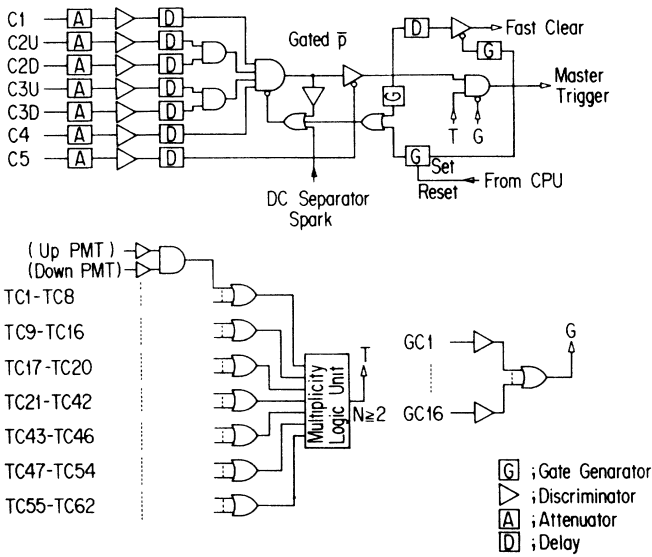 C1 A D
C2U A D
C2D A D
C3U A D
C3D A D
C4 A D
C5 A D
Gated p̅
D
G
Fast Clear
G
Master
Trigger
T G
G Set
Reset
From CPU
DC Separator
Spark
(Up PMT)
(Down PMT)
TC1-TC8
TC9-TC16
TC17-TC20
TC21-TC42
TC43-TC46
TC47-TC54
TC55-TC62
Multiplicity
Logic Unit
T
N≧2
GC1
GC16
G
G ;Gate Genarator
;Discriminator
A ;Attenuator
D ;Delay